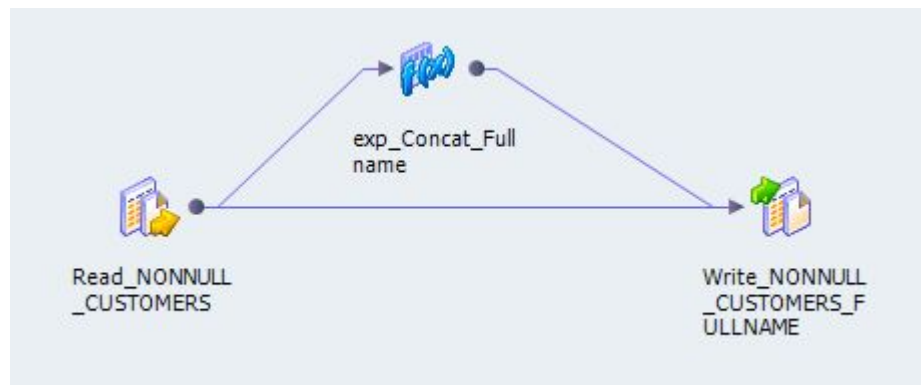 f(x)
exp_Concat_Full
name
Read_NONNULL
_CUSTOMERS
Write_NONNULL
_CUSTOMERS_F
ULLNAME